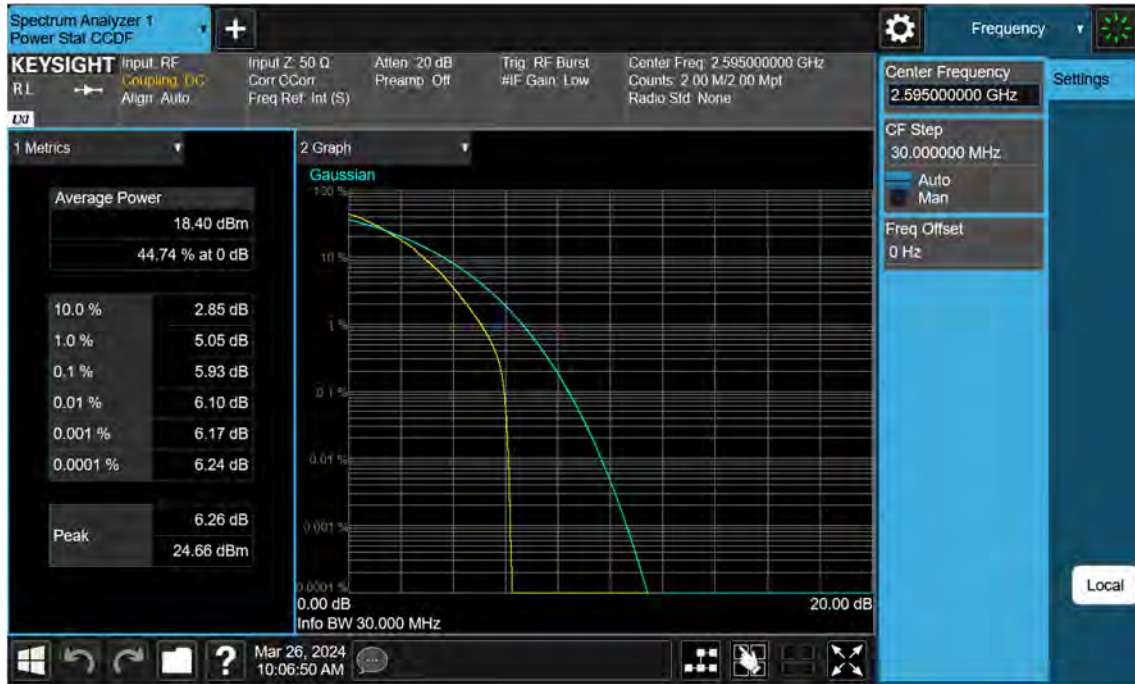 Spectrum Analyzer 1
Power Stat CCDF
+
Frequency
KEYSIGHT
R L
LXI
Input: RF
Coupling: DC
Align: Auto
Input Z: 50 Ω
Corr CCorr
Freq Ref: Int (S)
Atten: 20 dB
Preamp: Off
Trig: RF Burst
#IF Gain: Low
Center Freq: 2.595000000 GHz
Counts: 2.00 M/2.00 Mpt
Radio Std: None
Center Frequency
2.595000000 GHz
Settings
CF Step
30.000000 MHz
Auto
Man
Freq Offset
0 Hz
1 Metrics
Average Power
18.40 dBm
44.74 % at 0 dB
10.0 % 2.85 dB
1.0 % 5.05 dB
0.1 % 5.93 dB
0.01 % 6.10 dB
0.001 % 6.17 dB
0.0001 % 6.24 dB
Peak
6.26 dB
24.66 dBm
2 Graph
Gaussian
100 %
10 %
1 %
0.1 %
0.01 %
0.001 %
0.0001 %
0.00 dB 20.00 dB
Info BW 30.000 MHz
Local
?
Mar 26, 2024
10:06:50 AM